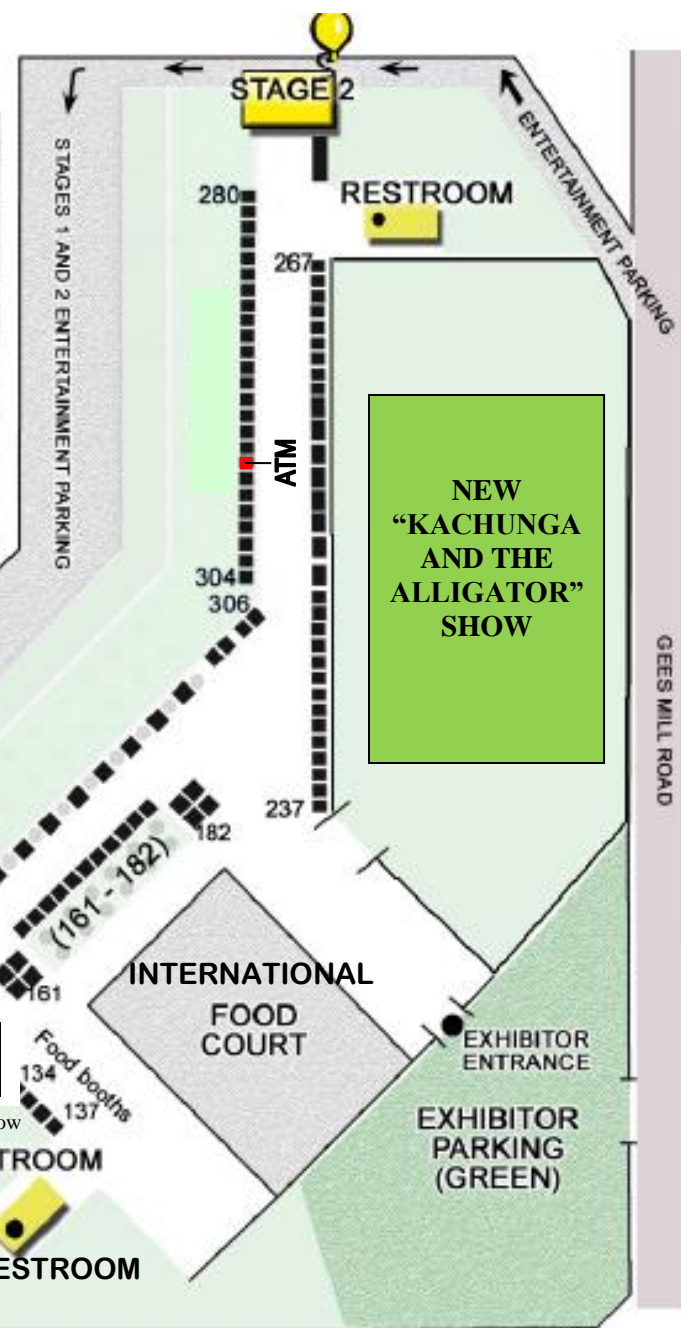 STAGE 2
ENTERTAINMENT PARKING
STAGES 1 AND 2 ENTERTAINMENT PARKING
280
RESTROOM
267
ATM
NEW
“KACHUNGA
AND THE
ALLIGATOR”
SHOW
304
306
GEES MILL ROAD
237
182
(161 - 182)
161
INTERNATIONAL
FOOD
COURT
EXHIBITOR
ENTRANCE
Food booths
134
137
ow
TROOM
EXHIBITOR
PARKING
(GREEN)
ESTROOM